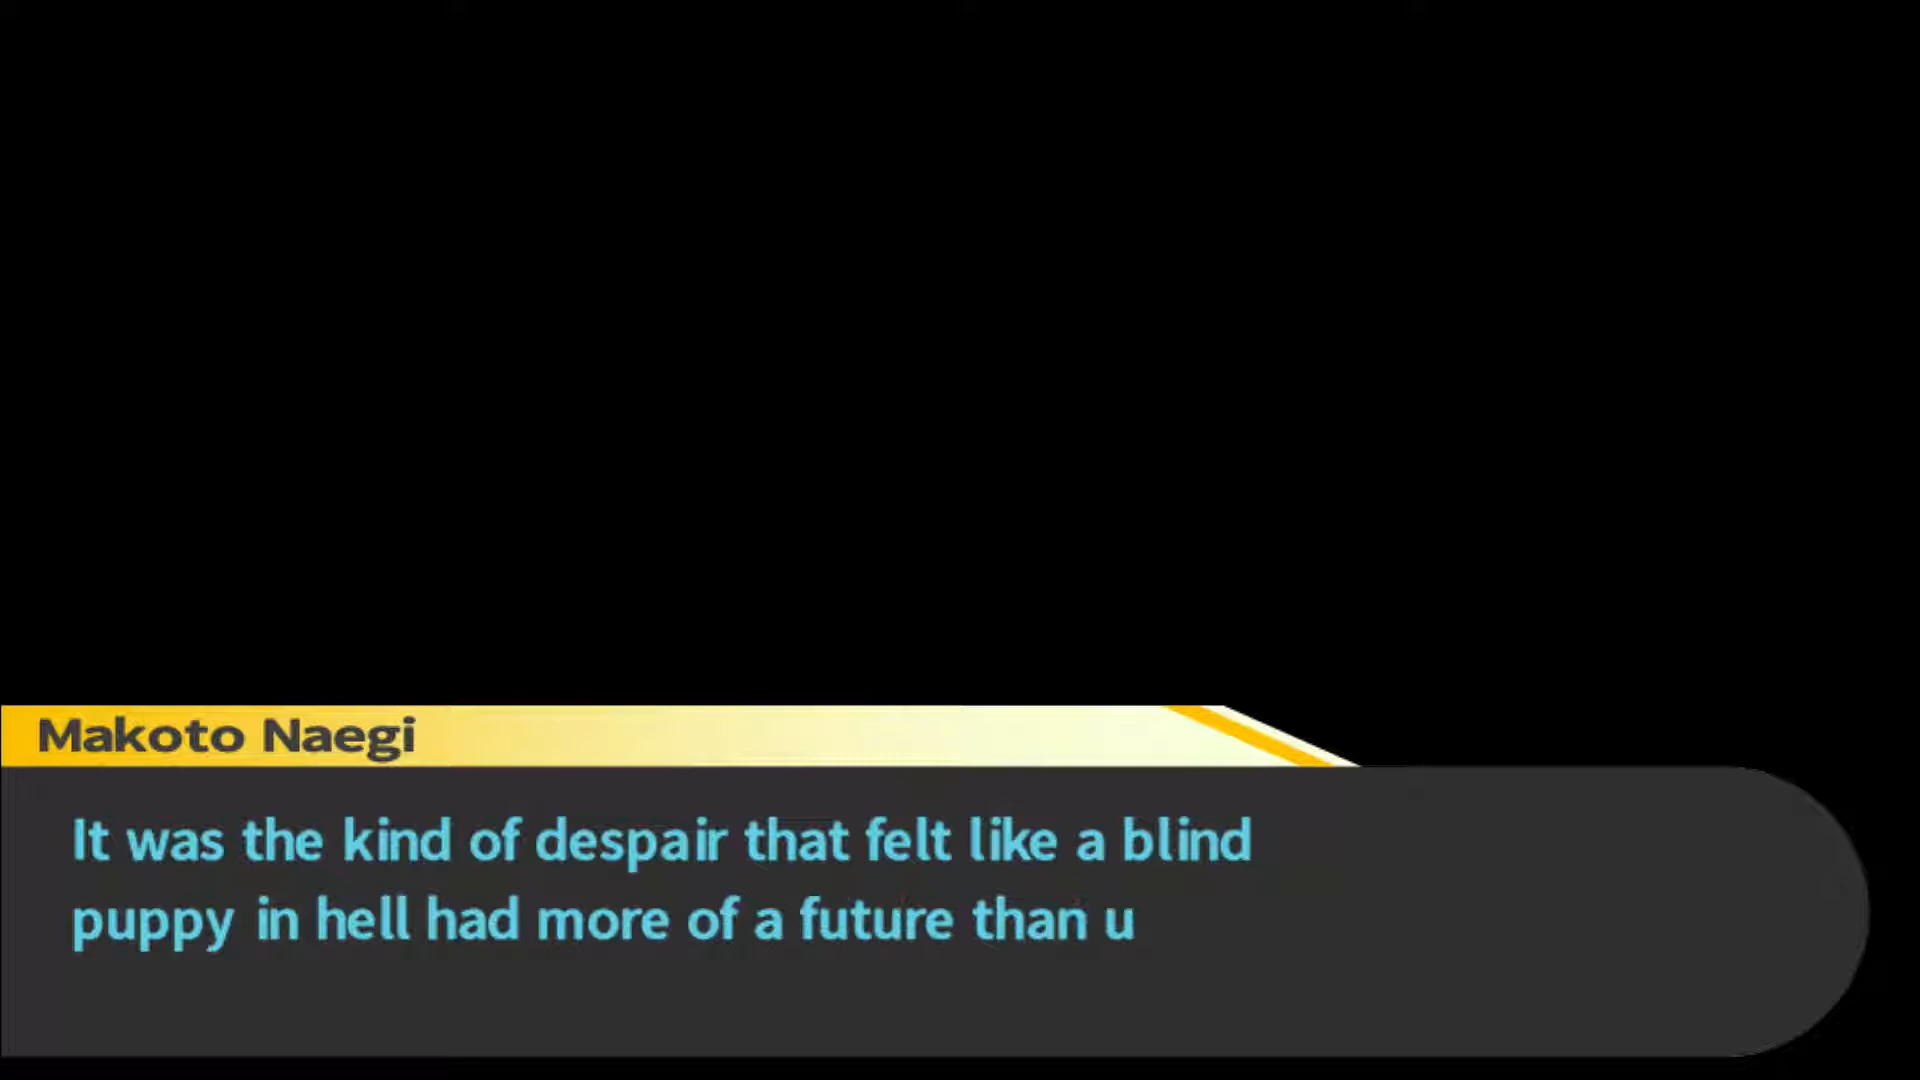 Makoto Naegi
It was the kind of despair that felt like a blind
puppy in hell had more of a future than u